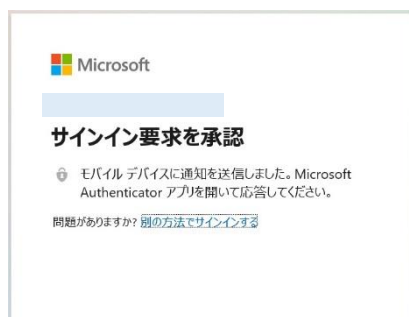 Microsoft
サインイン要求を承認
モバイル デバイスに通知を送信しました。Microsoft
Authenticator アプリを開いて応答してください。
問題がありますか? 別の方法でサインインする